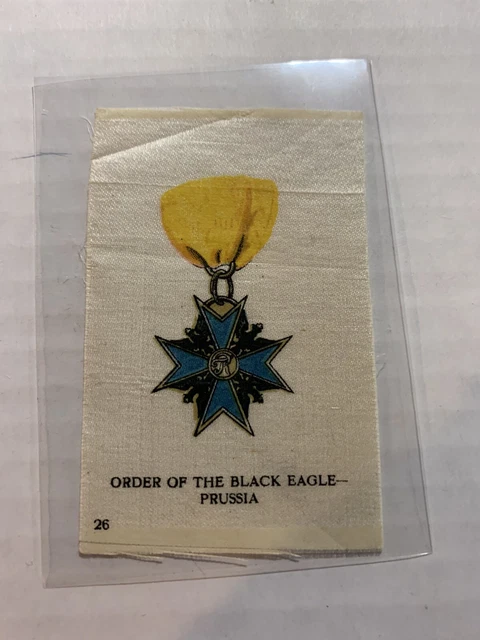 ORDER OF THE BLACK EAGLE—
PRUSSIA
26